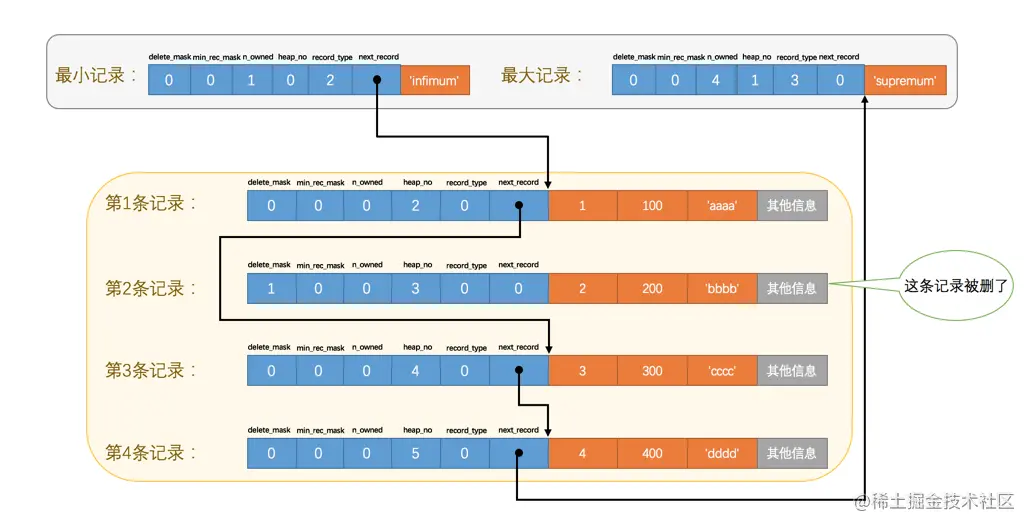 delete_mask min_rec_mask n_owned heap_no record_type next_record
最小记录： 0 0 1 0 2 'infimum'
delete_mask min_rec_mask n_owned heap_no record_type next_record
最大记录： 0 0 4 1 3 0 'supremum'
delete_mask min_rec_mask n_owned heap_no record_type next_record
第1条记录： 0 0 0 2 0 1 100 'aaaa' 其他信息
delete_mask min_rec_mask n_owned heap_no record_type next_record
第2条记录： 1 0 0 3 0 0 2 200 'bbbb' 其他信息
这条记录被删了
delete_mask min_rec_mask n_owned heap_no record_type next_record
第3条记录： 0 0 0 4 0 3 300 'cccc' 其他信息
delete_mask min_rec_mask n_owned heap_no record_type next_record
第4条记录： 0 0 0 5 0 4 400 'dddd' 其他信息
@稀土掘金技术社区